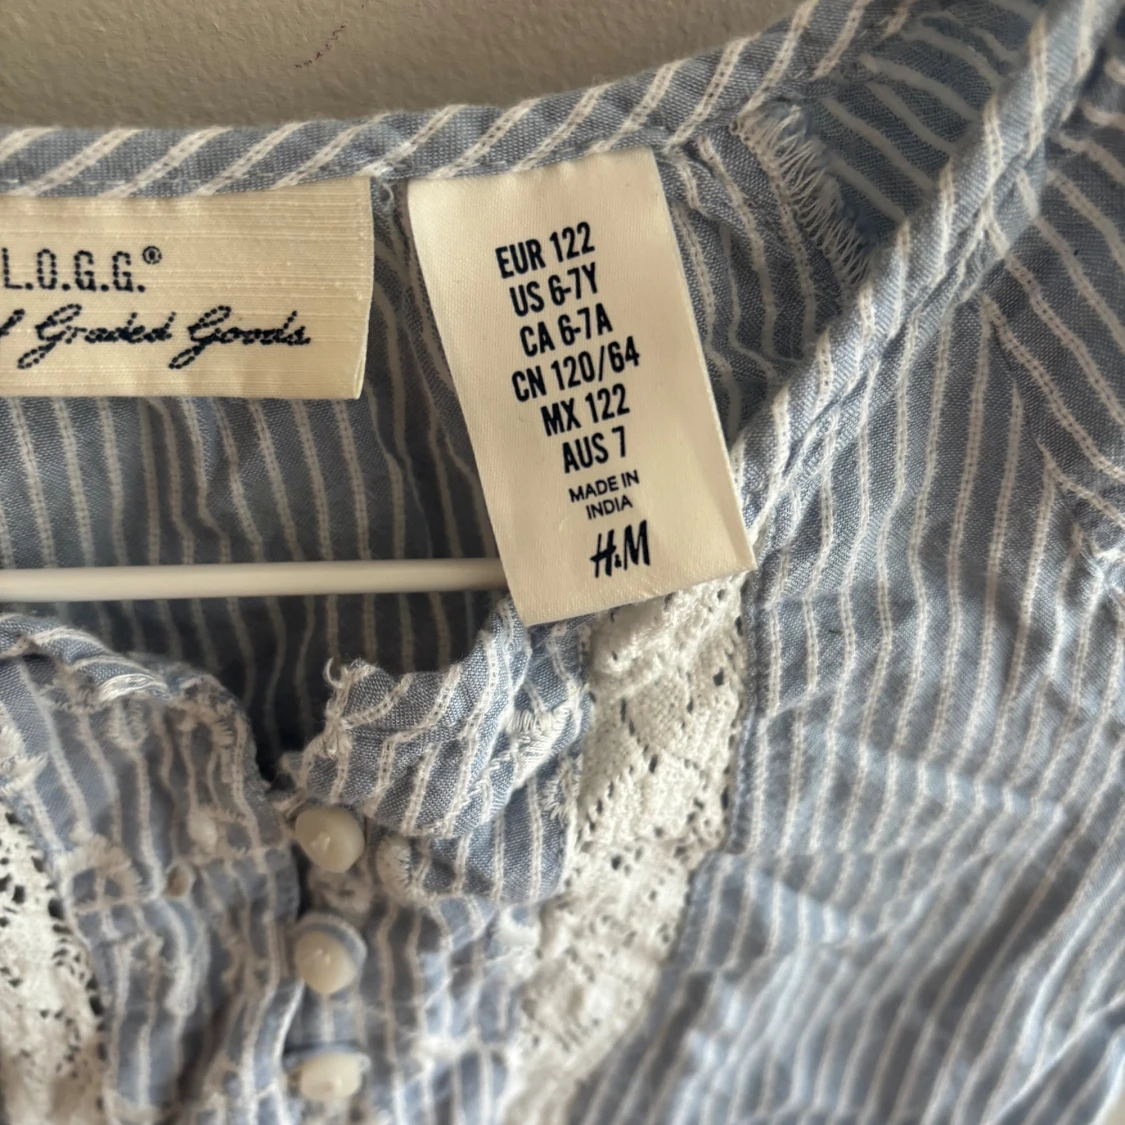 L.O.G.G.®
Graded Goods
EUR 122
US 6-7Y
CA 6-7A
CN 120/64
MX 122
AUS 7
MADE IN
INDIA
H&M